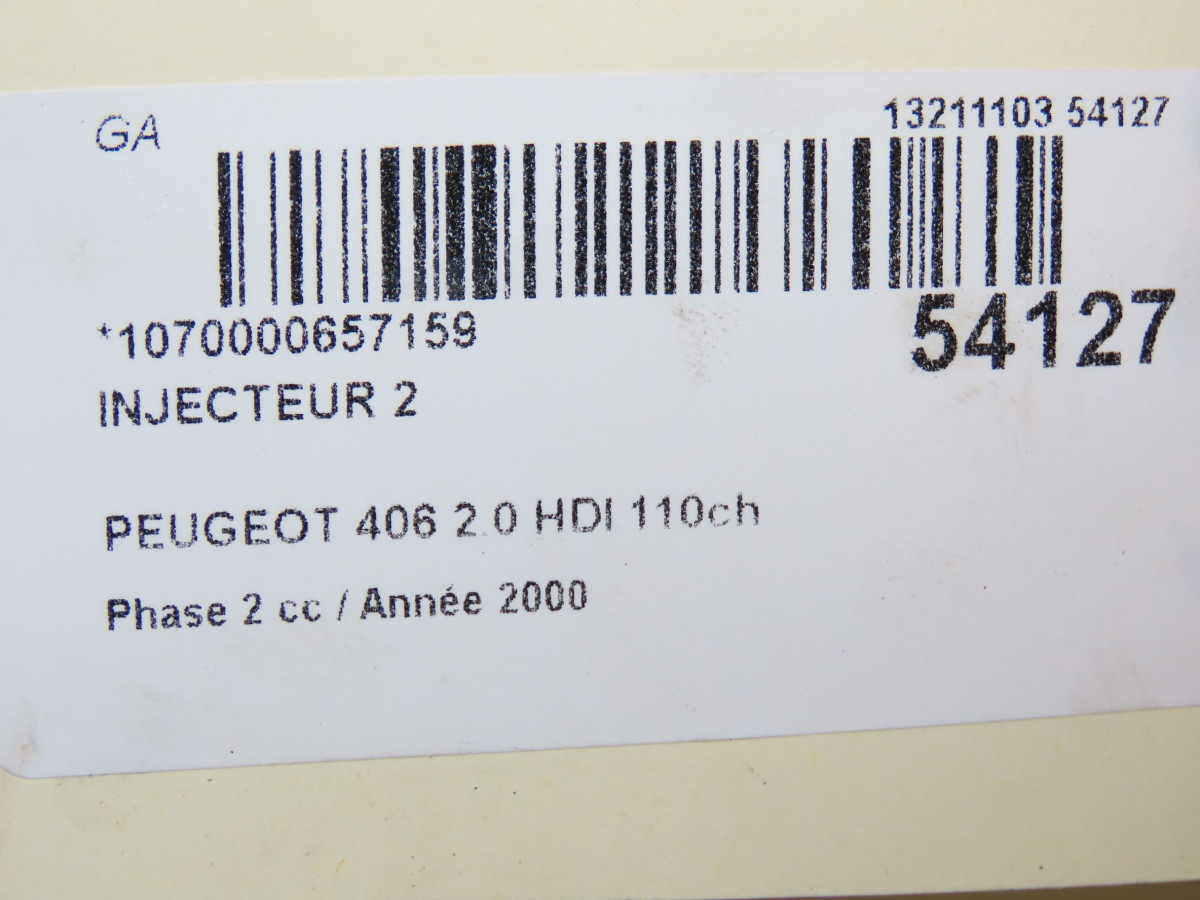 GA
13211103 54127
*1070000657159
54127
INJECTEUR 2
PEUGEOT 406 2.0 HDI 110ch
Phase 2 cc / Année 2000